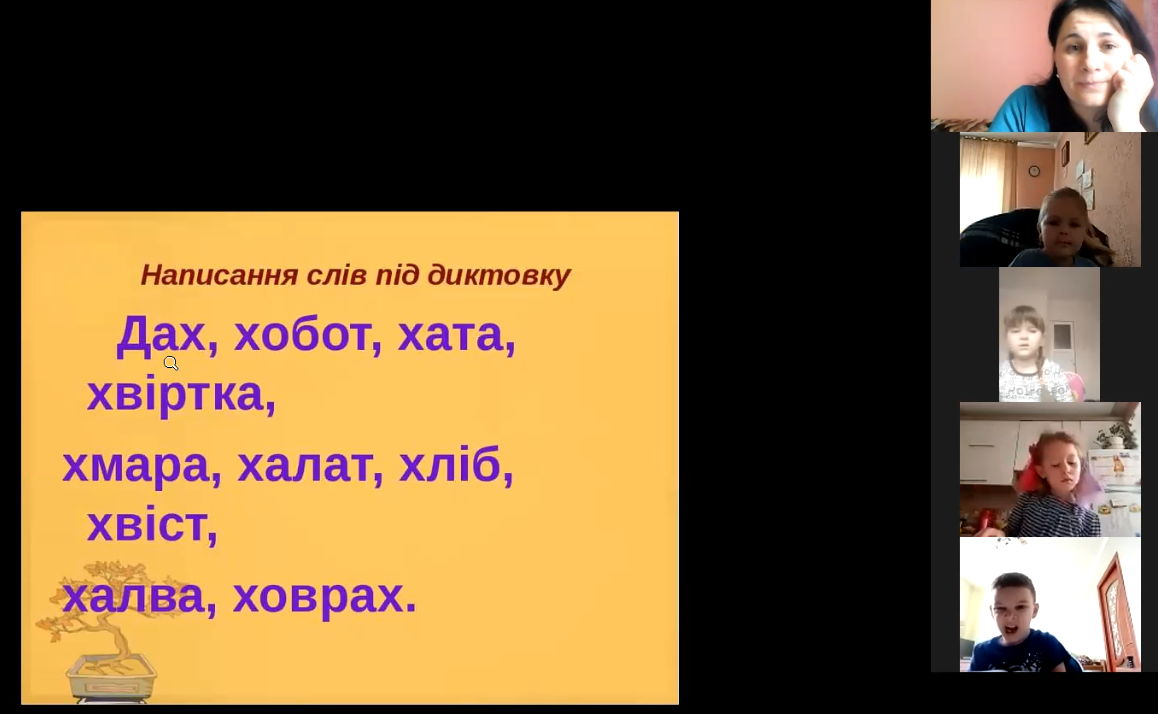 Написання слів під диктовку
Дах, хобот, хата,
хвіртка,
хмара, халат, хліб,
хвіст,
халва, ховрах.